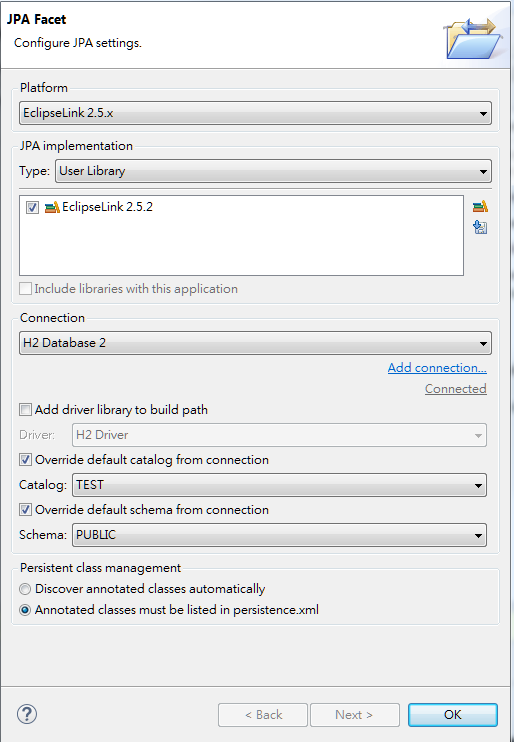 JPA Facet
Configure JPA settings.
Platform
EclipseLink 2.5.x
JPA implementation
Type: User Library
EclipseLink 2.5.2
Include libraries with this application
Connection
H2 Database 2
Add connection...
Connected
Add driver library to build path
Driver: H2 Driver
Override default catalog from connection
Catalog: TEST
Override default schema from connection
Schema: PUBLIC
Persistent class management
Discover annotated classes automatically
Annotated classes must be listed in persistence.xml
? < Back Next > OK